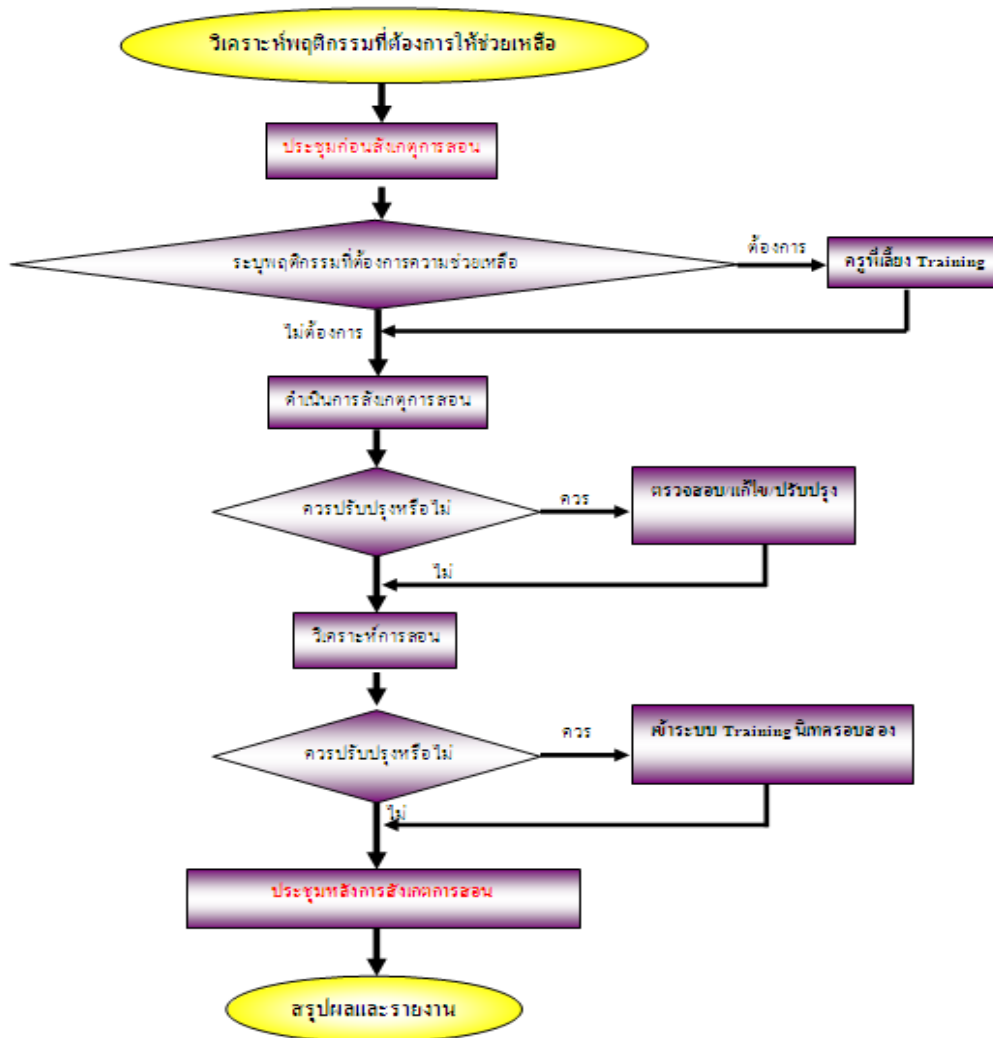 วิเคราะห์พฤติกรรมที่ต้องการให้ช่วยเหลือ
ประชุมก่อนสังเกตุการสอน
ระบุพฤติกรรมที่ต้องการความช่วยเหลือ
ต้องการ
ครูพี่เลี้ยง Training
ไม่ต้องการ
ดำเนินการสังเกตุการสอน
ควรปรับปรุงหรือไม่
ควร
ตรวจสอบ/แก้ไข/ปรับปรุง
ไม่
วิเคราะห์การสอน
ควรปรับปรุงหรือไม่
ควร
เข้าระบบ Training นิเทศรอบสอง
ไม่
ประชุมหลังการสังเกตการสอน
สรุปผลและรายงาน